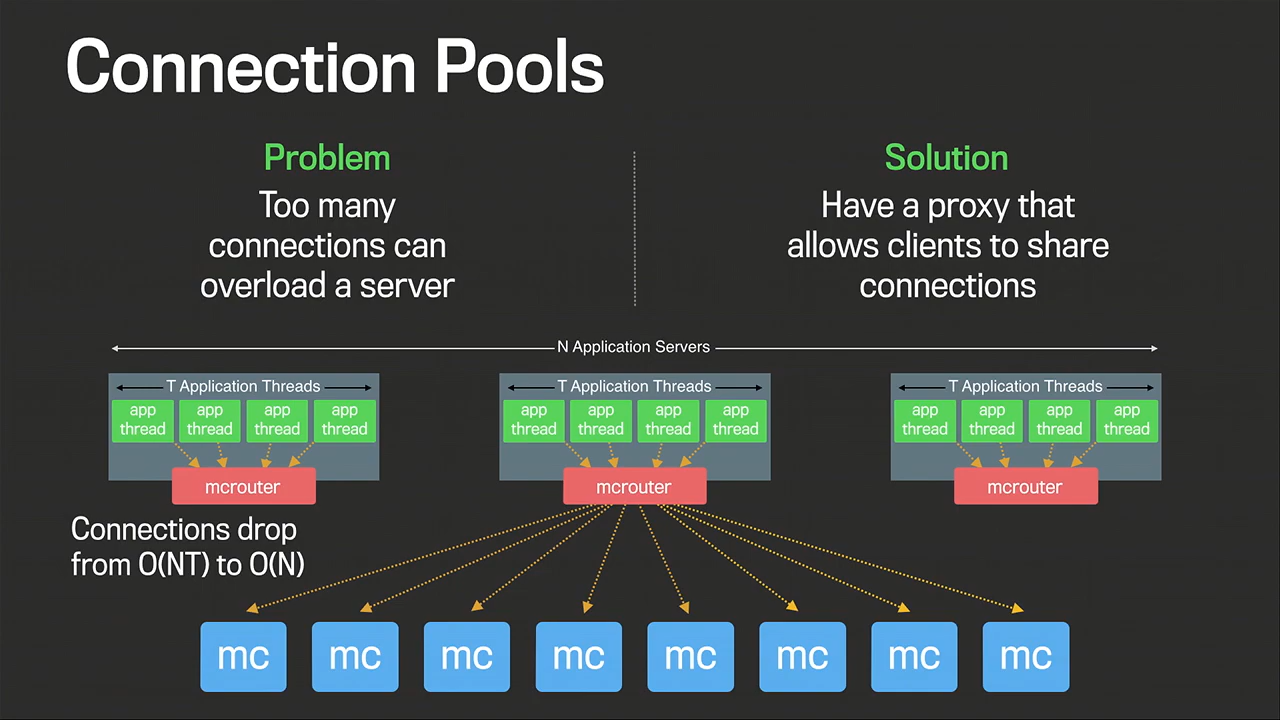 Connection Pools
Problem
Too many
connections can
overload a server
Solution
Have a proxy that
allows clients to share
connections
N Application Servers
T Application Threads
app
thread
app
thread
app
thread
app
thread
mcrouter
T Application Threads
app
thread
app
thread
app
thread
app
thread
mcrouter
T Application Threads
app
thread
app
thread
app
thread
app
thread
mcrouter
Connections drop
from O(NT) to O(N)
mc
mc
mc
mc
mc
mc
mc
mc